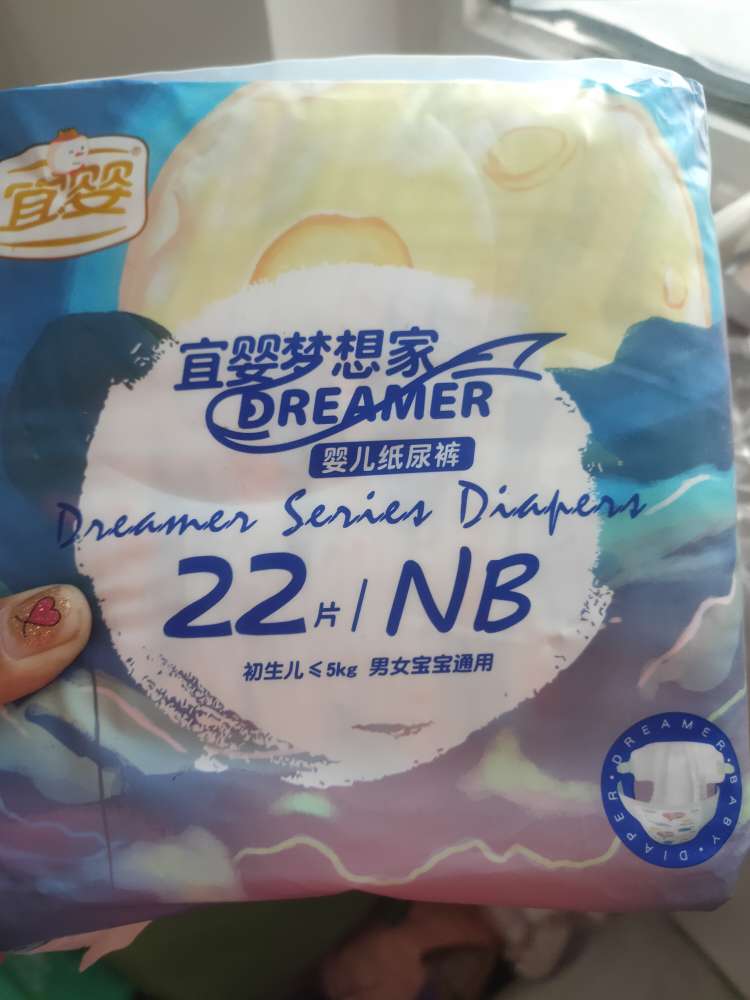 宜婴®
宜婴梦想家
DREAMER
婴儿纸尿裤
Dreamer Series Diapers
22片/NB
初生儿≤5kg 男女宝宝通用
DREAMER·BABY·DIAPER·